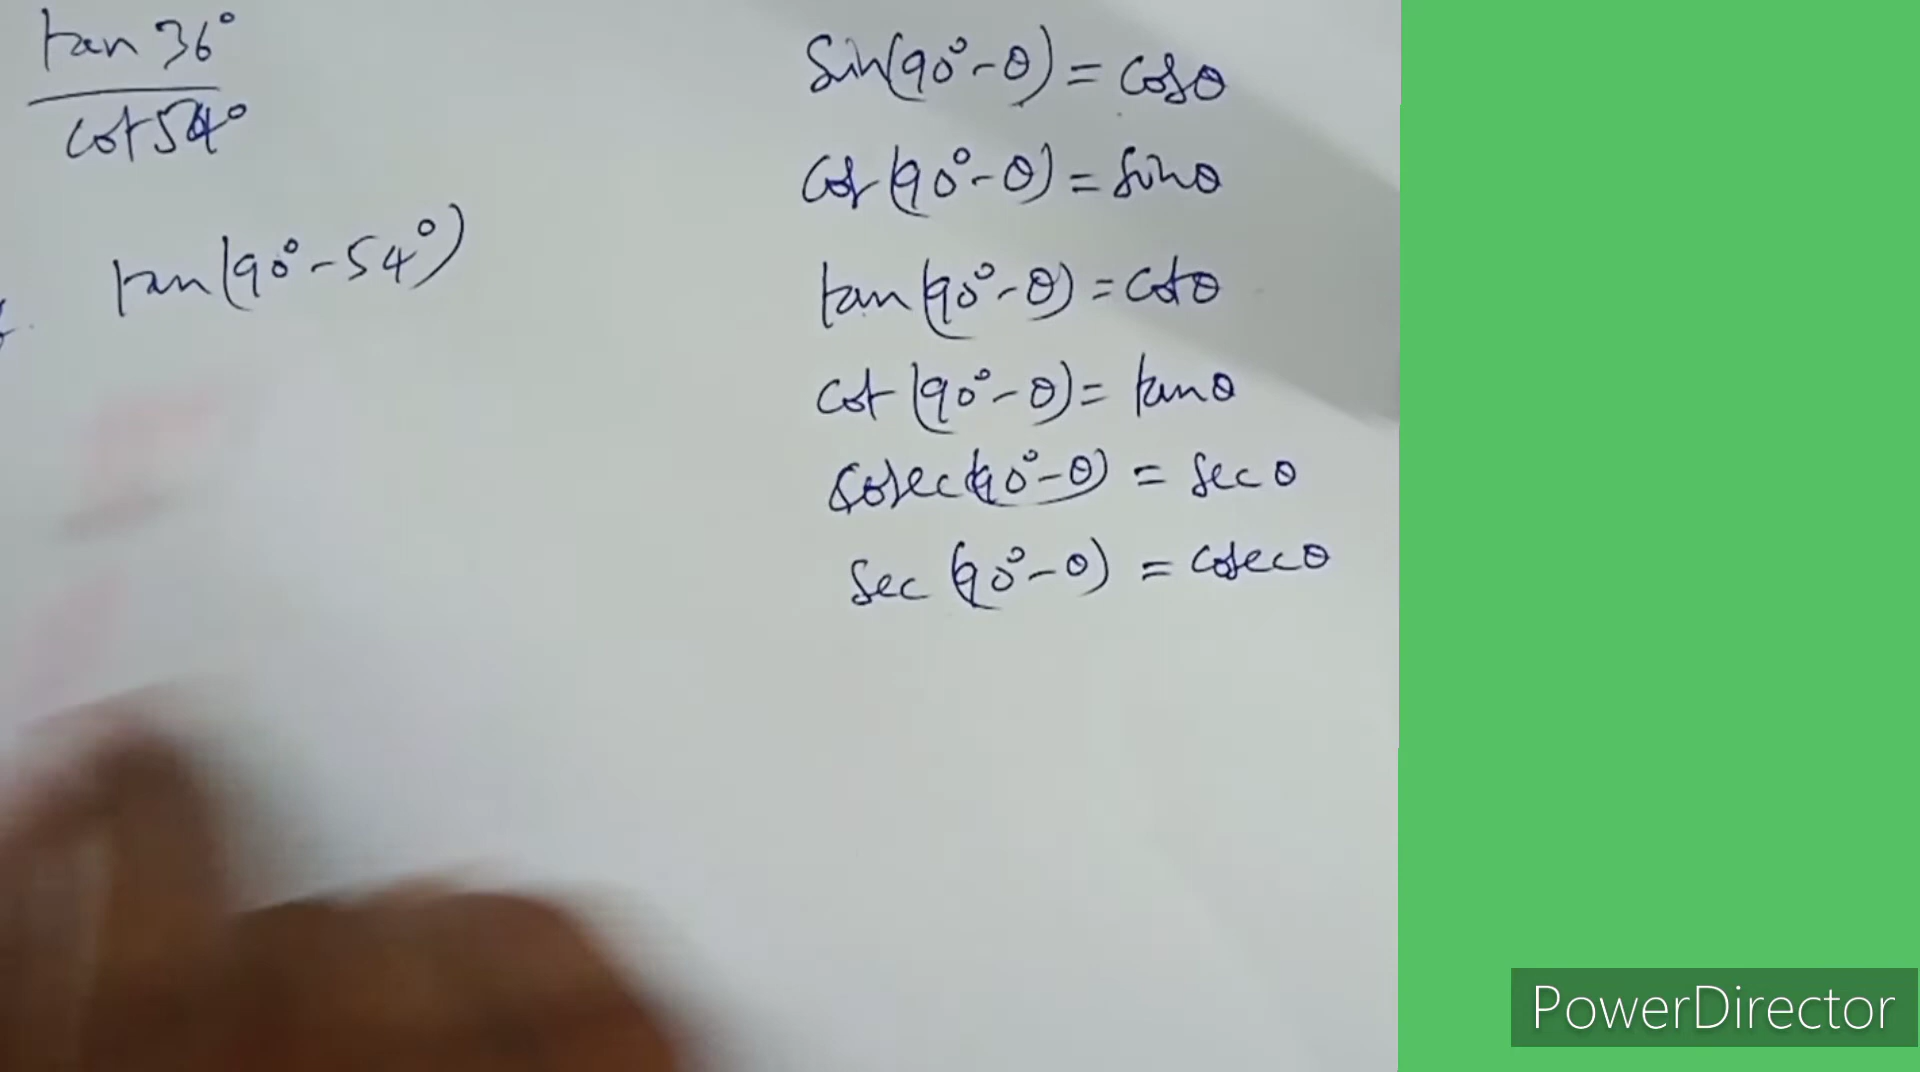 tan 36°
cot 54°
tan(90° - 54°)
Sin(90° - θ) = cosθ
cos(90° - θ) = sinθ
tan(90° - θ) = cotθ
cot(90° - θ) = tanθ
cosec(90° - θ) = secθ
Sec(90° - θ) = cosecθ
PowerDirector